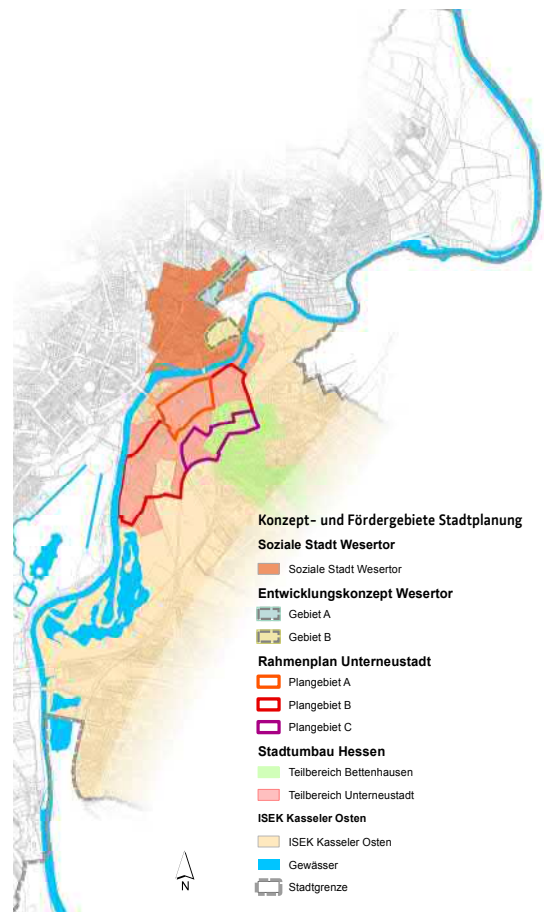 Konzept- und Fördergebiete Stadtplanung
Soziale Stadt Wesertor
Soziale Stadt Wesertor
Entwicklungskonzept Wesertor
Gebiet A
Gebiet B
Rahmenplan Unterneustadt
Plangebiet A
Plangebiet B
Plangebiet C
Stadtumbau Hessen
Teilbereich Bettenhausen
Teilbereich Unterneustadt
ISEK Kasseler Osten
ISEK Kasseler Osten
Gewässer
Stadtgrenze
N